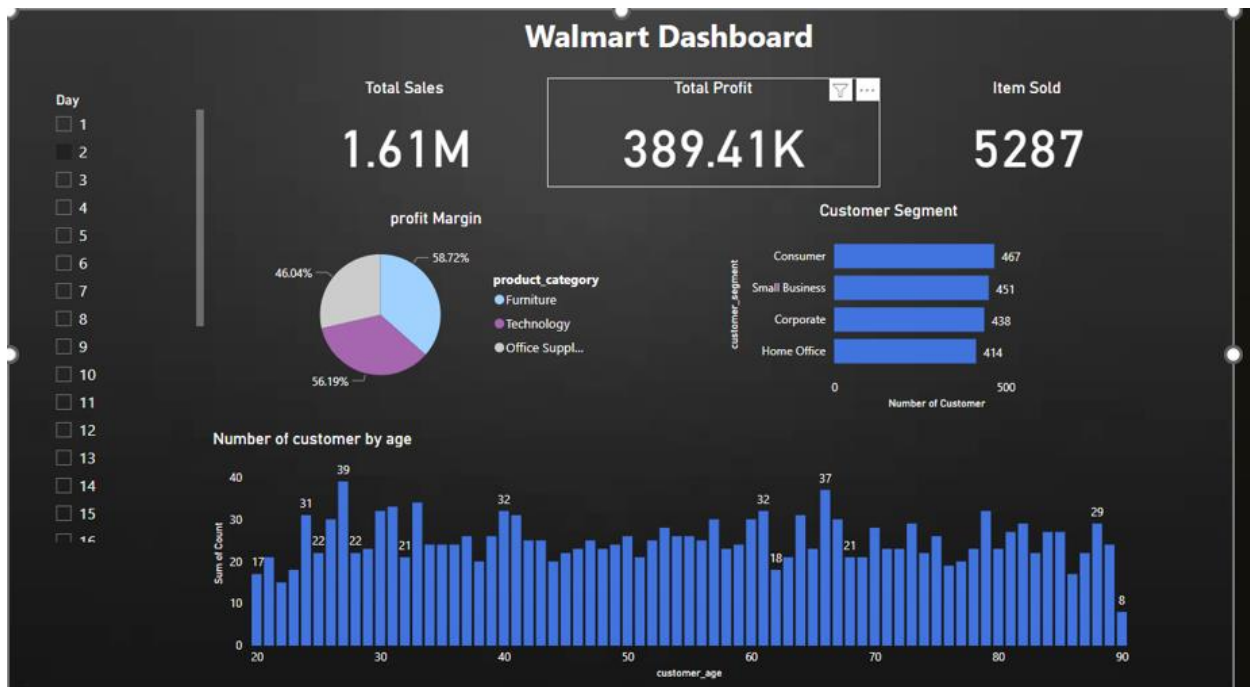 Walmart Dashboard
Day
1
2
3
4
5
6
7
8
9
10
11
12
13
14
15
16
Total Sales
1.61M
Total Profit
389.41K
Item Sold
5287
profit Margin
58.72%
46.04%
56.19%
product_category
Furniture
Technology
Office Suppl...
Customer Segment
customer_segment
Consumer 467
Small Business 451
Corporate 438
Home Office 414
0 500
Number of Customer
Number of customer by age
Sum of Count
40
30
20
10
0
17 31 22 39 22 21 32 32 18 37 21 29 8
20 30 40 50 60 70 80 90
customer_age